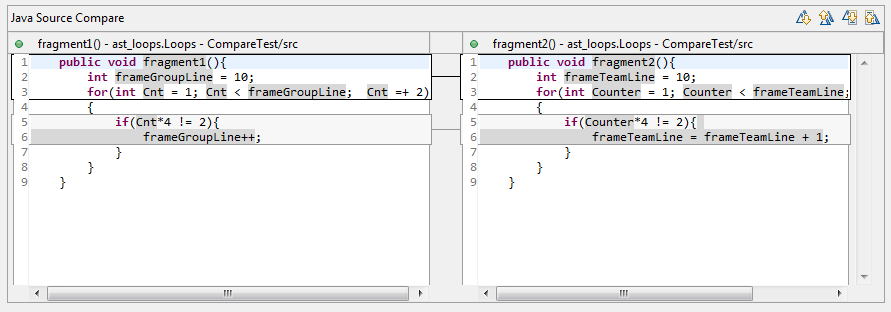 Java Source Compare
fragment1() - ast_loops.Loops - CompareTest/src
1 public void fragment1(){
2 int frameGroupLine = 10;
3 for(int Cnt = 1; Cnt < frameGroupLine; Cnt =+ 2)
4 {
5 if(Cnt*4 != 2){
6 frameGroupLine++;
7 }
8 }
9 }
fragment2() - ast_loops.Loops - CompareTest/src
1 public void fragment2(){
2 int frameTeamLine = 10;
3 for(int Counter = 1; Counter < frameTeamLine;
4 {
5 if(Counter*4 != 2){
6 frameTeamLine = frameTeamLine + 1;
7 }
8 }
9 }